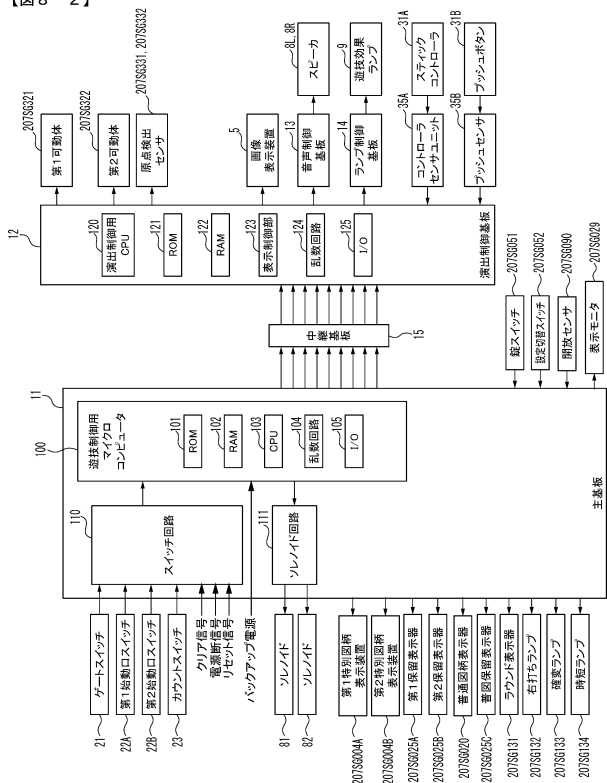 【図8-2】
207SG321
第1可動体
207SG322
第2可動体
207SG331, 207SG332
原点検出
センサ
5
画像
表示装置
13
音声制御
基板
8L, 8R
スピーカ
14
ランプ制御
基板
9
遊技効果
ランプ
35A
コントローラ
センサユニット
31A
スティック
コントローラ
35B
プッシュセンサ
31B
プッシュボタン
12
120
演出制御用
CPU
121
ROM
122
RAM
123
表示制御部
124
乱数回路
125
I/O
演出制御基板
中継基板
15
11
100
遊技制御用
マイクロ
コンピュータ
101
ROM
102
RAM
103
CPU
104
乱数回路
105
I/O
110
スイッチ回路
111
ソレノイド回路
主基板
錠スイッチ
207SG051
設定切替スイッチ
207SG052
開放センサ
207SG090
表示モニタ
207SG029
21
ゲートスイッチ
22A
第1始動口スイッチ
22B
第2始動口スイッチ
23
カウントスイッチ
クリア信号
電源断信号
リセット信号
バックアップ電源
81
ソレノイド
82
ソレノイド
207SG004A
第1特別図柄
表示装置
207SG004B
第2特別図柄
表示装置
207SG025A
第1保留表示器
207SG025B
第2保留表示器
207SG020
普通図柄表示器
207SG025C
普図保留表示器
207SG131
ラウンド表示器
207SG132
右打ちランプ
207SG133
確変ランプ
207SG134
時短ランプ